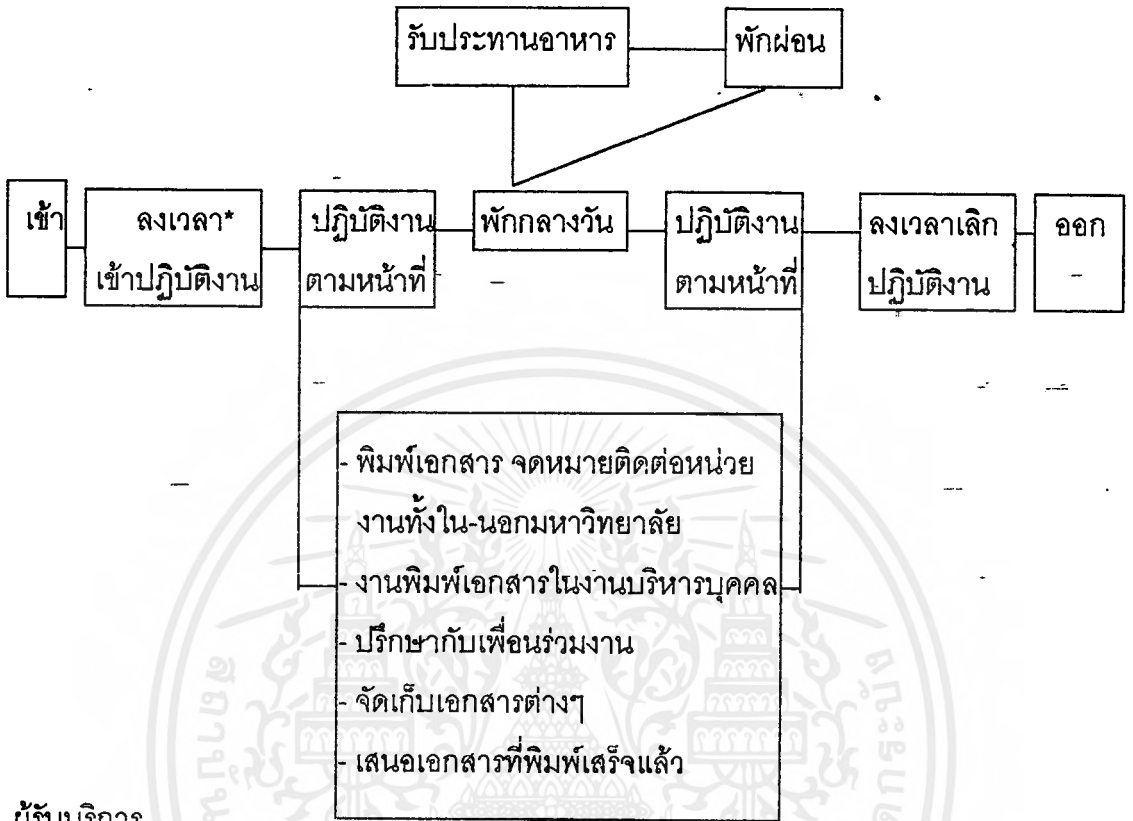 รับประทานอาหาร
พักผ่อน
เข้า
ลงเวลา*
เข้าปฏิบัติงาน
ปฏิบัติงาน
ตามหน้าที่
พักกลางวัน
ปฏิบัติงาน
ตามหน้าที่
ลงเวลาเลิก
ปฏิบัติงาน
ออก
- พิมพ์เอกสาร จดหมายติดต่อหน่วย
งานทั้งใน-นอกมหาวิทยาลัย
- งานพิมพ์เอกสารในงานบริหารบุคคล
- ปรึกษากับเพื่อนร่วมงาน
- จัดเก็บเอกสารต่างๆ
- เสนอเอกสารที่พิมพ์เสร็จแล้ว
ผู้รับบริการ